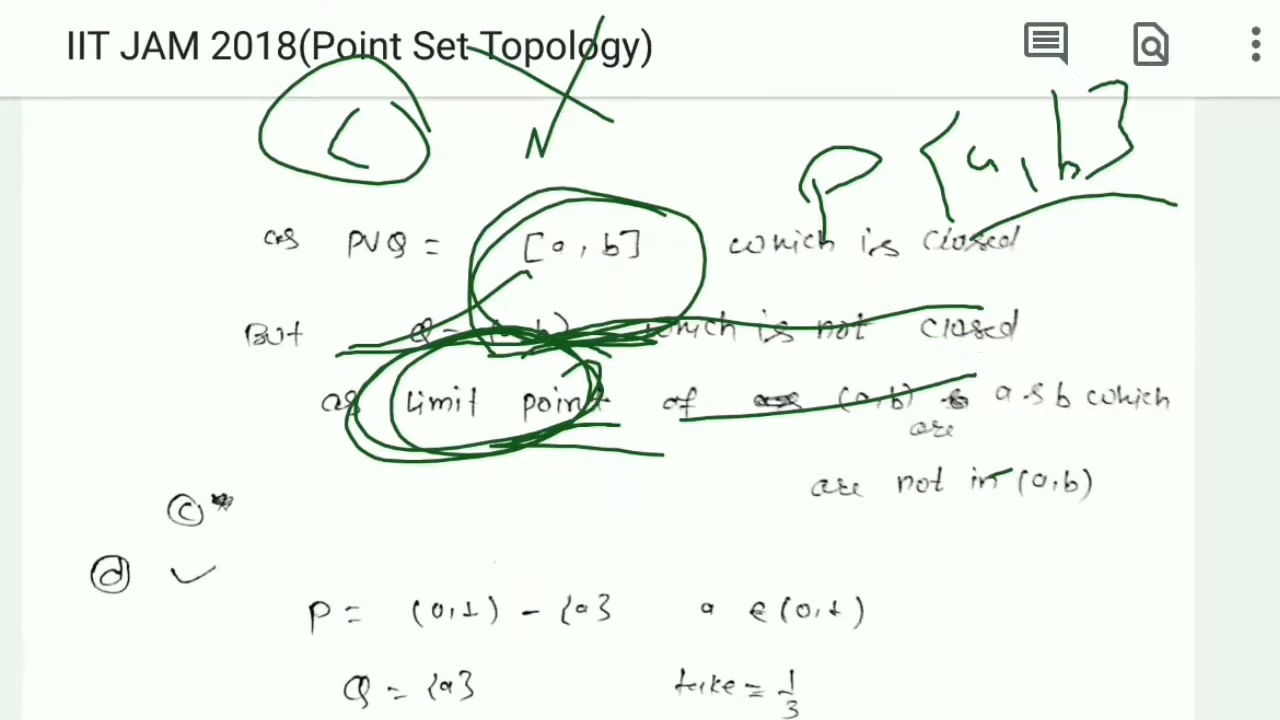 IIT JAM 2018(Point Set Topology)
C N
P {a, b}
as PVQ = [a, b] which is closed
But Q = (a, b) which is not closed
as limit point of (a,b) a & b which
are
are not in (a,b)
(c)
(d) ✓
P = (0,1) - {a} a ∈ (0,1)
Q = {a} take = 1/3